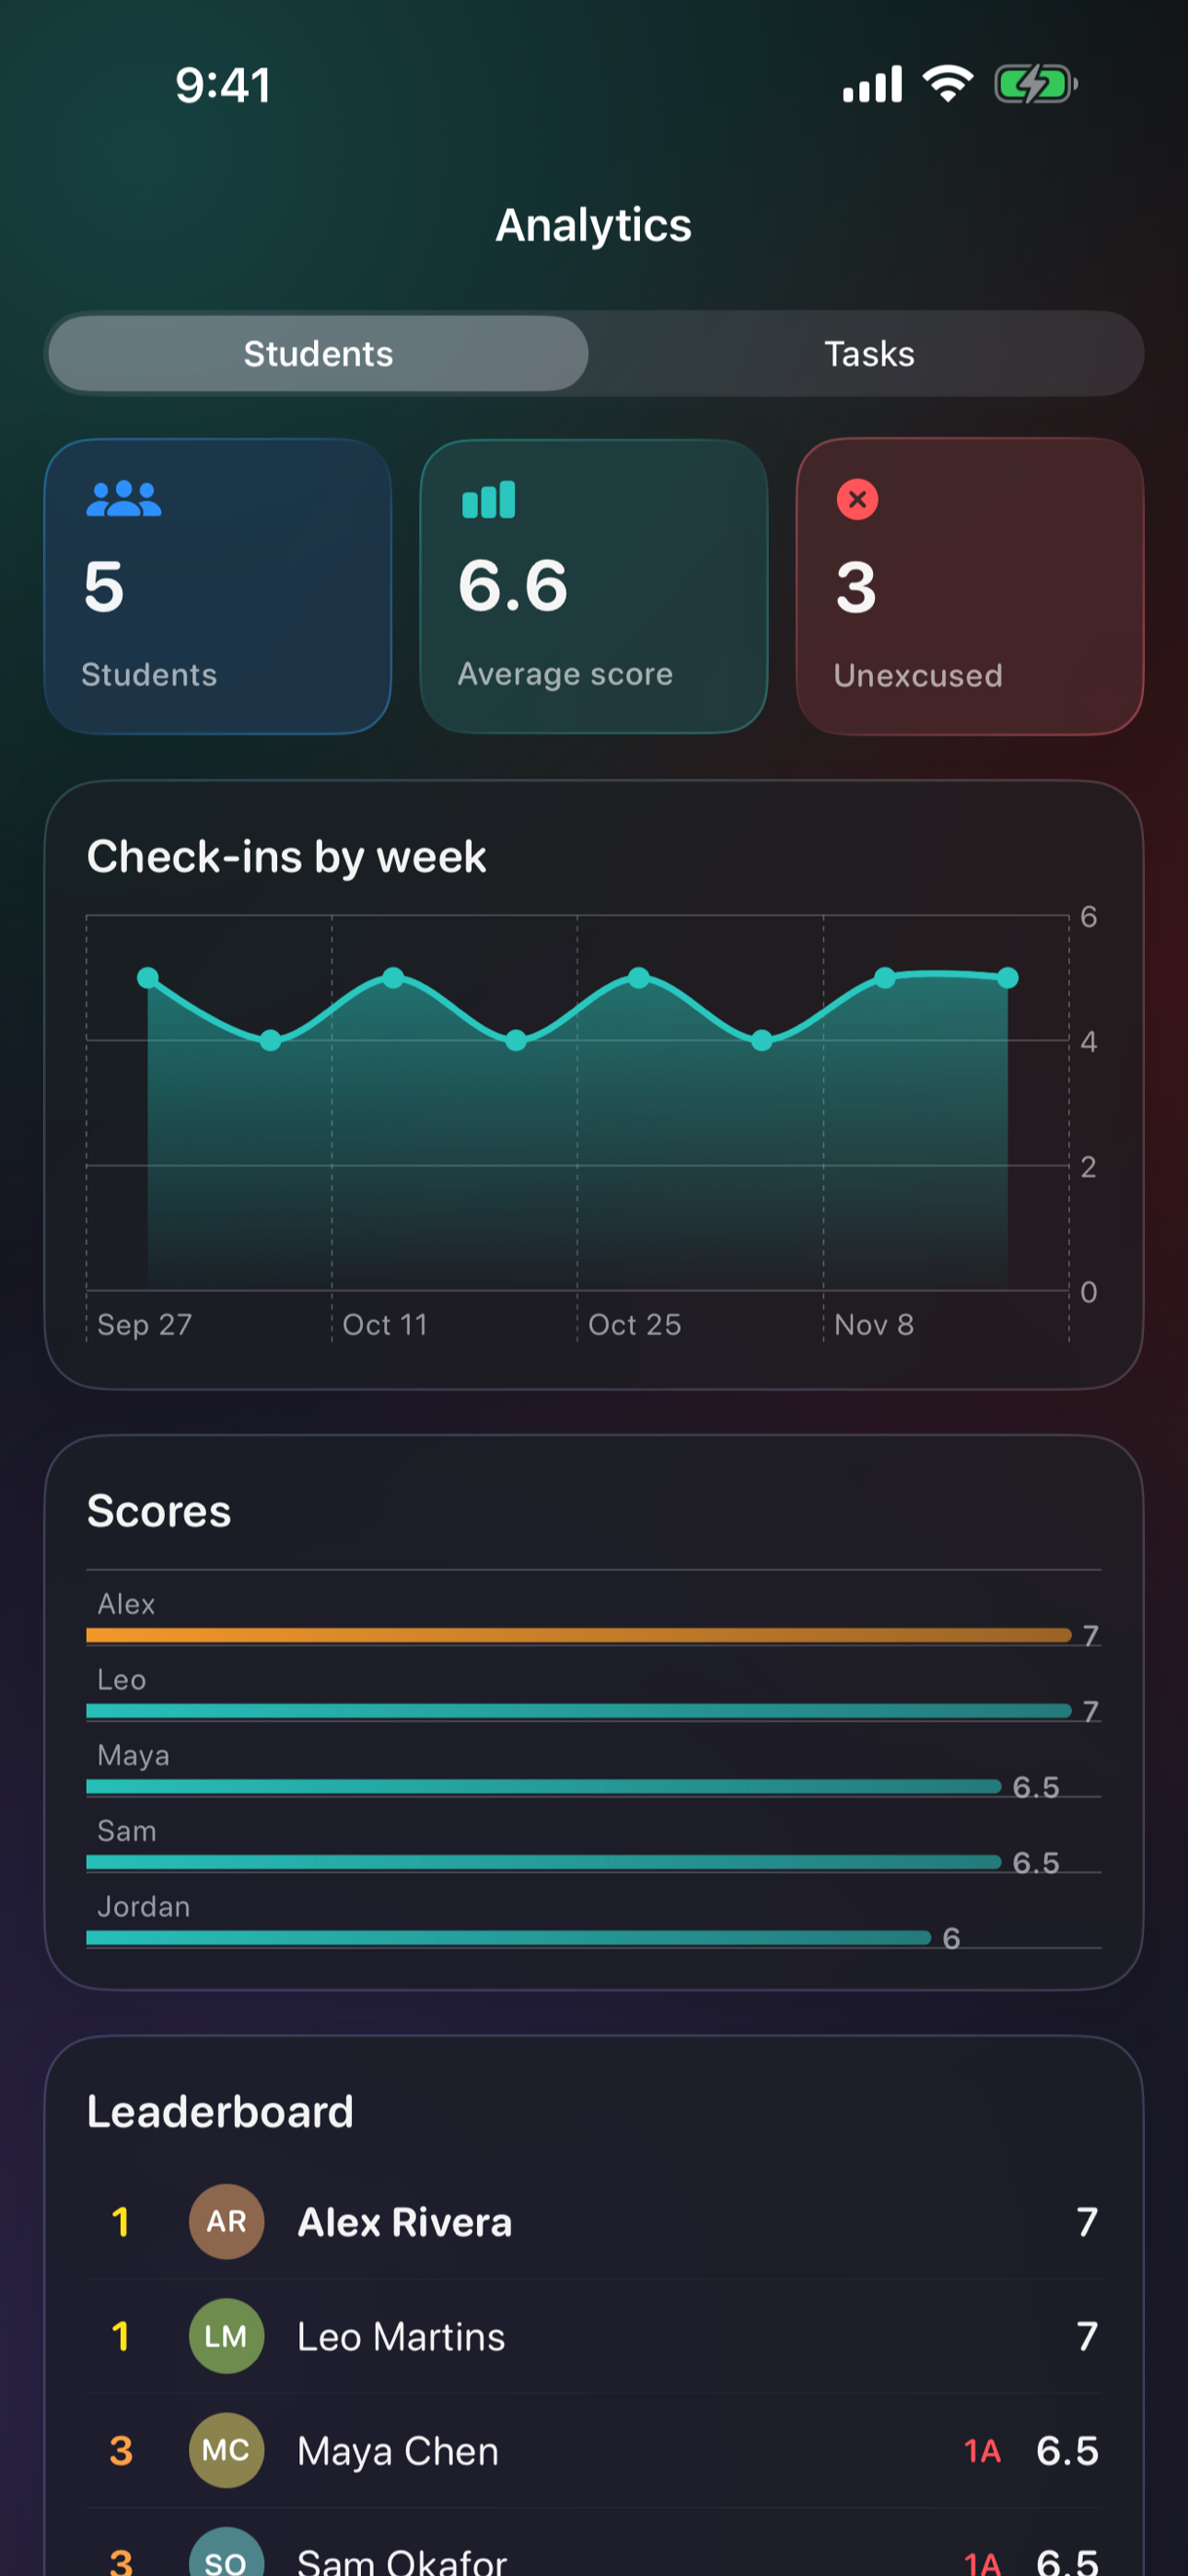 9:41
Analytics
Students Tasks
5 6.6 3
Students Average score Unexcused
Check-ins by week
6
4
2
0
Sep 27 Oct 11 Oct 25 Nov 8
Scores
Alex
7
Leo
7
Maya
6.5
Sam
6.5
Jordan
6
Leaderboard
1 AR Alex Rivera 7
1 LM Leo Martins 7
3 MC Maya Chen 1A 6.5
3 SO Sam Okafor 1A 6.5